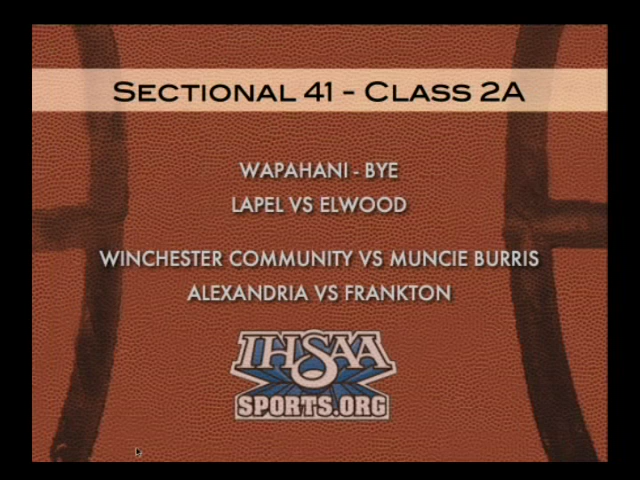 SECTIONAL 41 - CLASS 2A
WAPAHANI - BYE
LAPEL VS ELWOOD
WINCHESTER COMMUNITY VS MUNCIE BURRIS
ALEXANDRIA VS FRANKTON
IHSAA
SPORTS.ORG